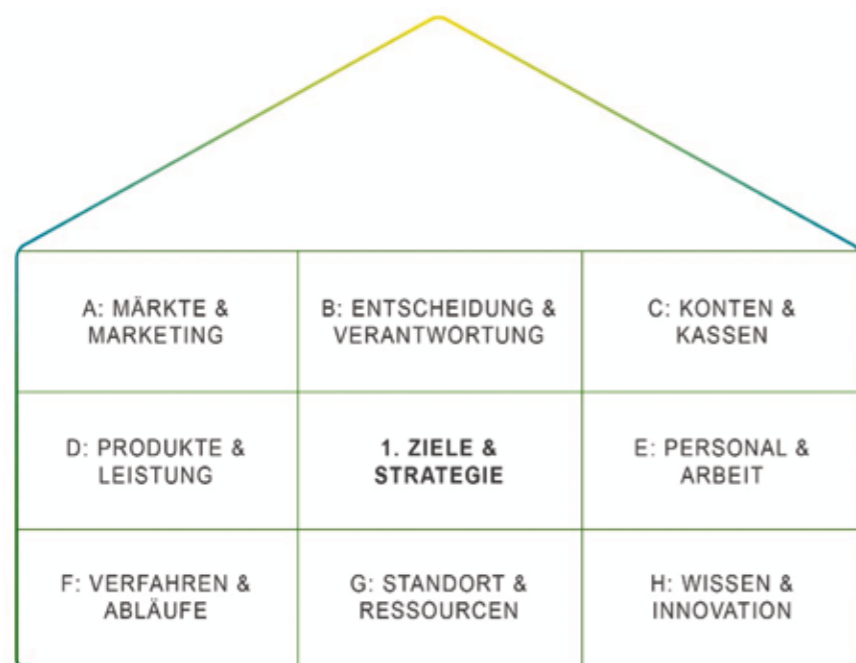 A: MÄRKTE &
MARKETING
B: ENTSCHEIDUNG &
VERANTWORTUNG
C: KONTEN &
KASSEN
D: PRODUKTE &
LEISTUNG
1. ZIELE &
STRATEGIE
E: PERSONAL &
ARBEIT
F: VERFAHREN &
ABLÄUFE
G: STANDORT &
RESSOURCEN
H: WISSEN &
INNOVATION